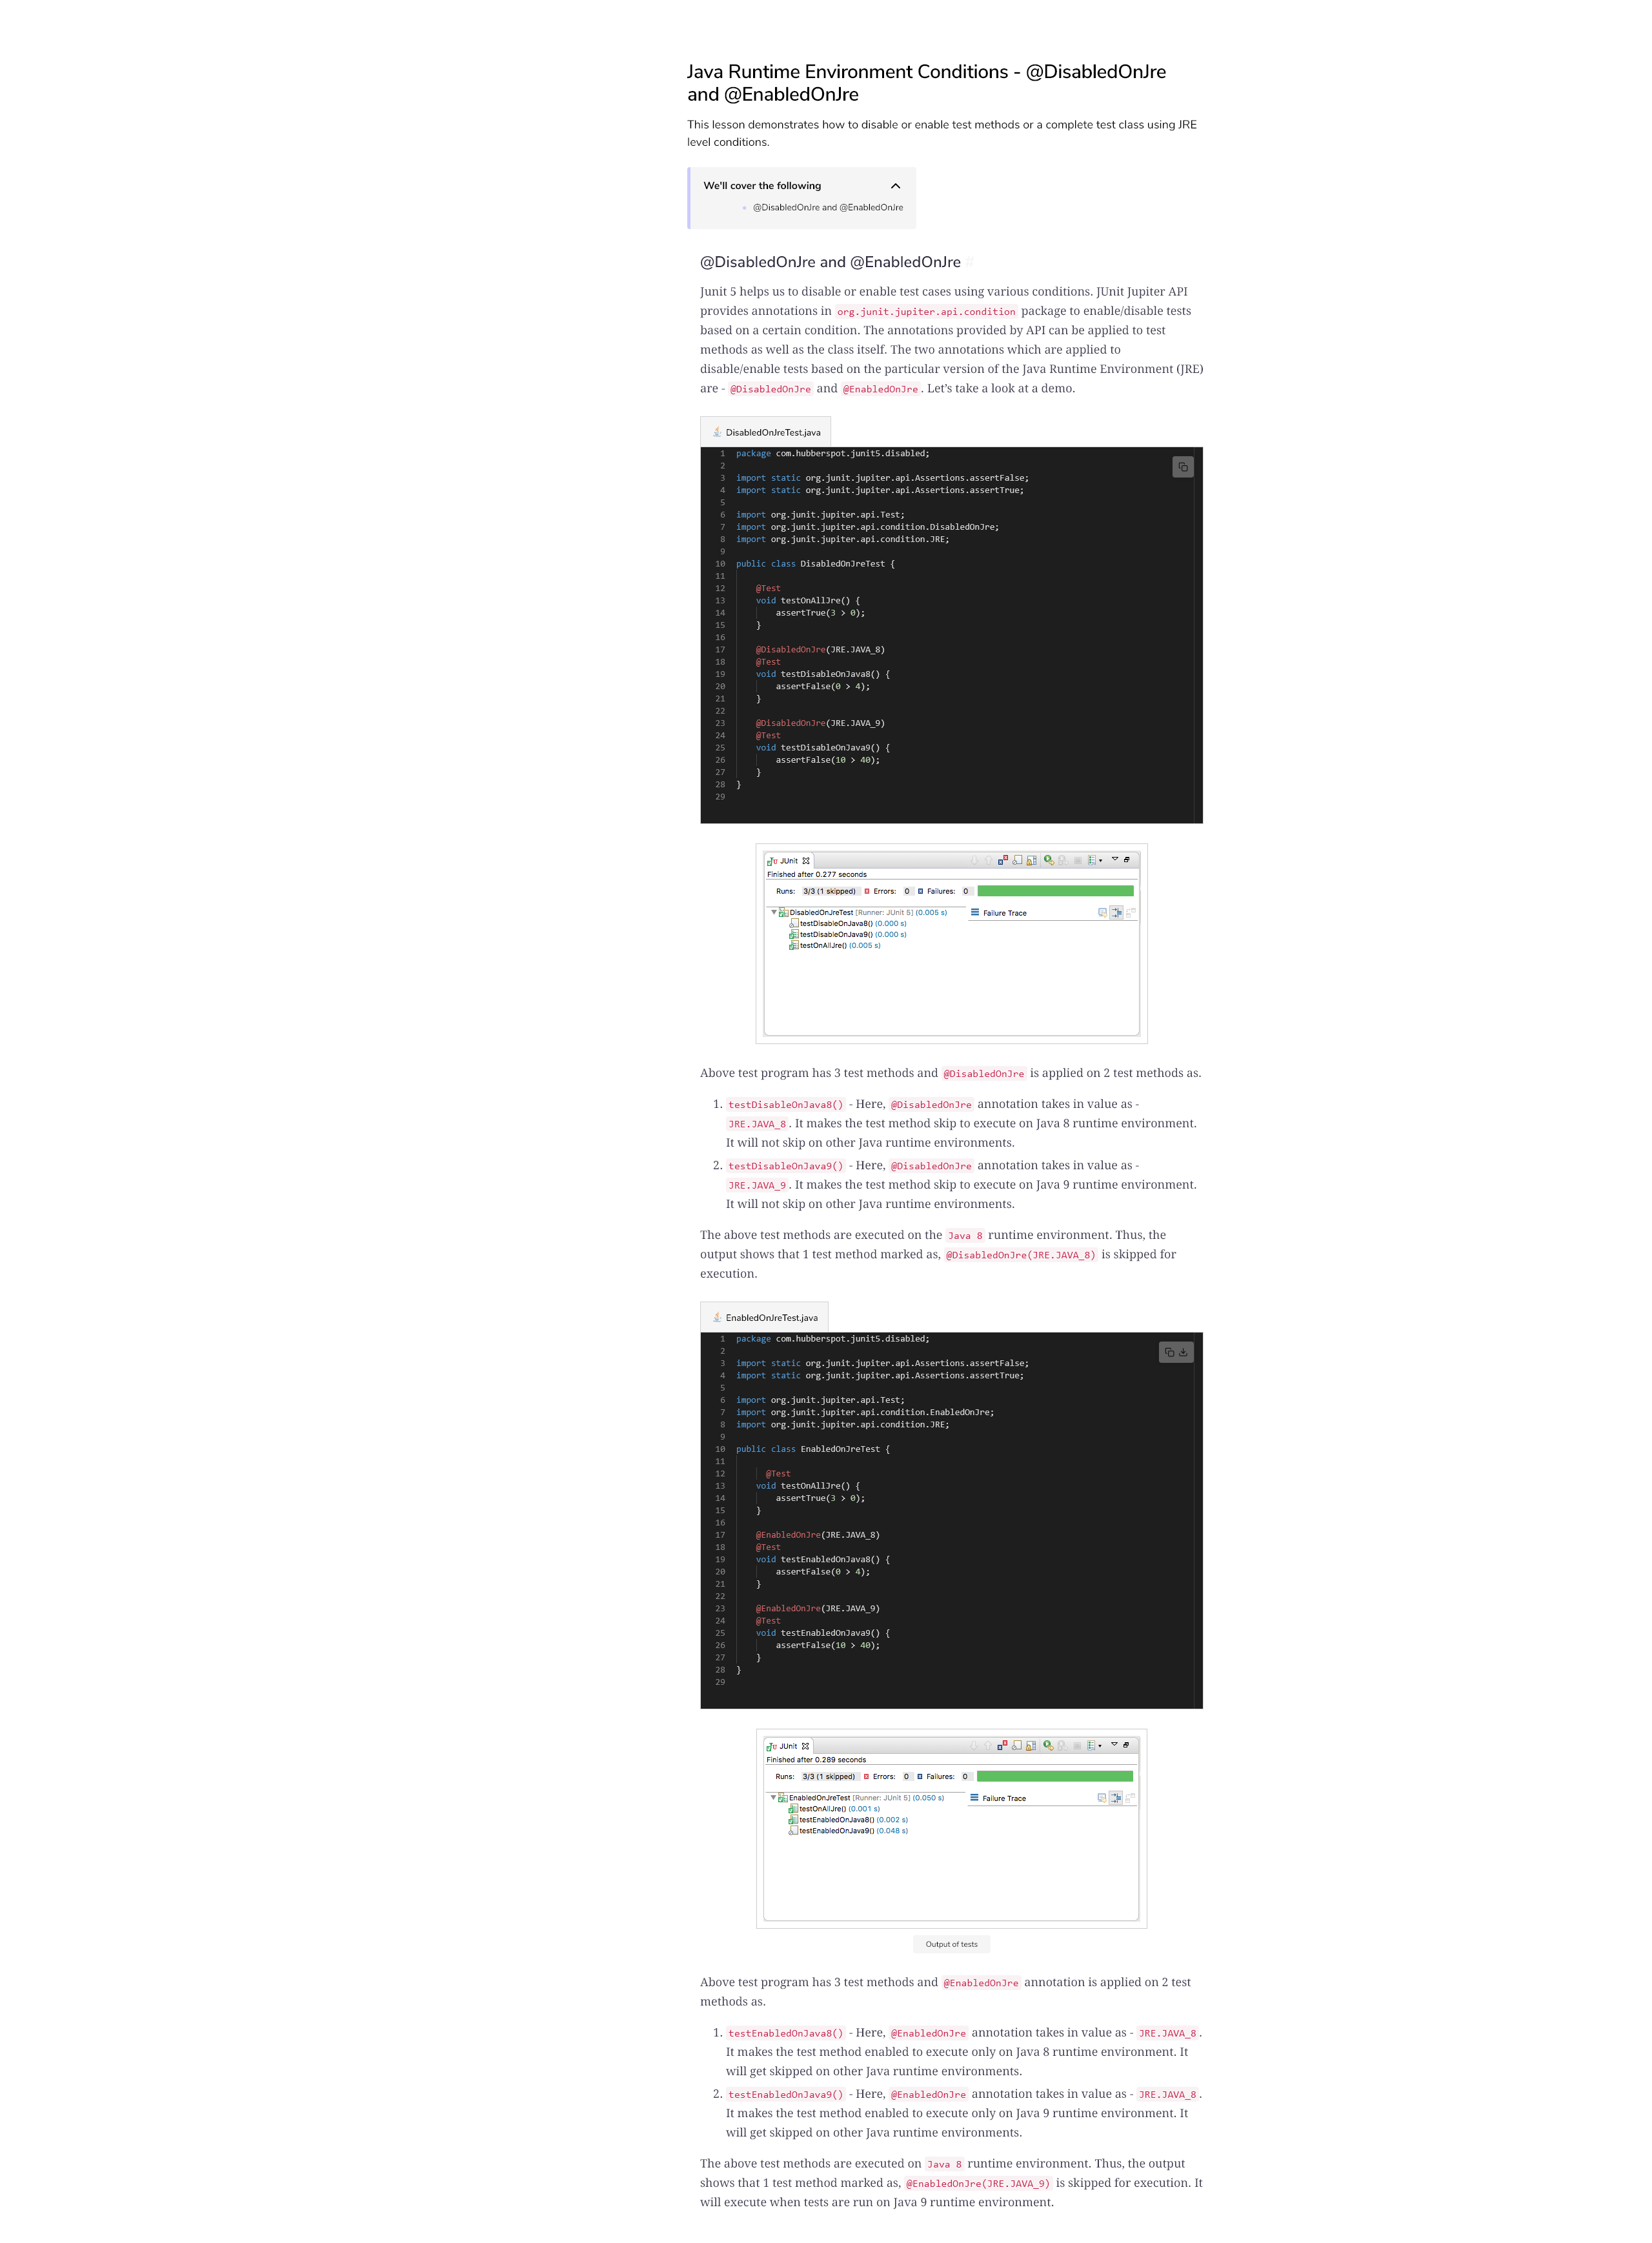 Java Runtime Environment Conditions - @DisabledOnJre
and @EnabledOnJre
This lesson demonstrates how to disable or enable test methods or a complete test class using JRE
level conditions.
We'll cover the following
@DisabledOnJre and @EnabledOnJre
@DisabledOnJre and @EnabledOnJre #
Junit 5 helps us to disable or enable test cases using various conditions. JUnit Jupiter API
provides annotations in org.junit.jupiter.api.condition package to enable/disable tests
based on a certain condition. The annotations provided by API can be applied to test
methods as well as the class itself. The two annotations which are applied to
disable/enable tests based on the particular version of the Java Runtime Environment (JRE)
are - @DisabledOnJre and @EnabledOnJre. Let's take a look at a demo.
DisabledOnJreTest.java
1 package com.hubberspot.junit5.disabled;
2
3 import static org.junit.jupiter.api.Assertions.assertFalse;
4 import static org.junit.jupiter.api.Assertions.assertTrue;
5
6 import org.junit.jupiter.api.Test;
7 import org.junit.jupiter.api.condition.DisabledOnJre;
8 import org.junit.jupiter.api.condition.JRE;
9
10 public class DisabledOnJreTest {
11
12 @Test
13 void testOnAllJre() {
14 assertTrue(3 > 0);
15 }
16
17 @DisabledOnJre(JRE.JAVA_8)
18 @Test
19 void testDisableOnJava8() {
20 assertFalse(0 > 4);
21 }
22
23 @DisabledOnJre(JRE.JAVA_9)
24 @Test
25 void testDisableOnJava9() {
26 assertFalse(10 > 40);
27 }
28 }
29
JUnit
Finished after 0.277 seconds
Runs: 3/3 (1 skipped) Errors: 0 Failures: 0
DisabledOnJreTest [Runner: JUnit 5] (0.005 s) Failure Trace
testDisableOnJava8() (0.000 s)
testDisableOnJava9() (0.000 s)
testOnAllJre() (0.005 s)
Above test program has 3 test methods and @DisabledOnJre is applied on 2 test methods as.
1. testDisableOnJava8() - Here, @DisabledOnJre annotation takes in value as -
JRE.JAVA_8. It makes the test method skip to execute on Java 8 runtime environment.
It will not skip on other Java runtime environments.
2. testDisableOnJava9() - Here, @DisabledOnJre annotation takes in value as -
JRE.JAVA_9. It makes the test method skip to execute on Java 9 runtime environment.
It will not skip on other Java runtime environments.
The above test methods are executed on the Java 8 runtime environment. Thus, the
output shows that 1 test method marked as, @DisabledOnJre(JRE.JAVA_8) is skipped for
execution.
EnabledOnJreTest.java
1 package com.hubberspot.junit5.disabled;
2
3 import static org.junit.jupiter.api.Assertions.assertFalse;
4 import static org.junit.jupiter.api.Assertions.assertTrue;
5
6 import org.junit.jupiter.api.Test;
7 import org.junit.jupiter.api.condition.EnabledOnJre;
8 import org.junit.jupiter.api.condition.JRE;
9
10 public class EnabledOnJreTest {
11
12 @Test
13 void testOnAllJre() {
14 assertTrue(3 > 0);
15 }
16
17 @EnabledOnJre(JRE.JAVA_8)
18 @Test
19 void testEnabledOnJava8() {
20 assertFalse(0 > 4);
21 }
22
23 @EnabledOnJre(JRE.JAVA_9)
24 @Test
25 void testEnabledOnJava9() {
26 assertFalse(10 > 40);
27 }
28 }
29
JUnit
Finished after 0.289 seconds
Runs: 3/3 (1 skipped) Errors: 0 Failures: 0
EnabledOnJreTest [Runner: JUnit 5] (0.050 s) Failure Trace
testOnAllJre() (0.001 s)
testEnabledOnJava8() (0.002 s)
testEnabledOnJava9() (0.048 s)
Output of tests
Above test program has 3 test methods and @EnabledOnJre annotation is applied on 2 test
methods as.
1. testEnabledOnJava8() - Here, @EnabledOnJre annotation takes in value as - JRE.JAVA_8.
It makes the test method enabled to execute only on Java 8 runtime environment. It
will get skipped on other Java runtime environments.
2. testEnabledOnJava9() - Here, @EnabledOnJre annotation takes in value as - JRE.JAVA_8.
It makes the test method enabled to execute only on Java 9 runtime environment. It
will get skipped on other Java runtime environments.
The above test methods are executed on Java 8 runtime environment. Thus, the output
shows that 1 test method marked as, @EnabledOnJre(JRE.JAVA_9) is skipped for execution. It
will execute when tests are run on Java 9 runtime environment.